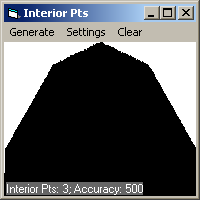 Interior Pts
Generate Settings Clear
Interior Pts: 3; Accuracy: 500